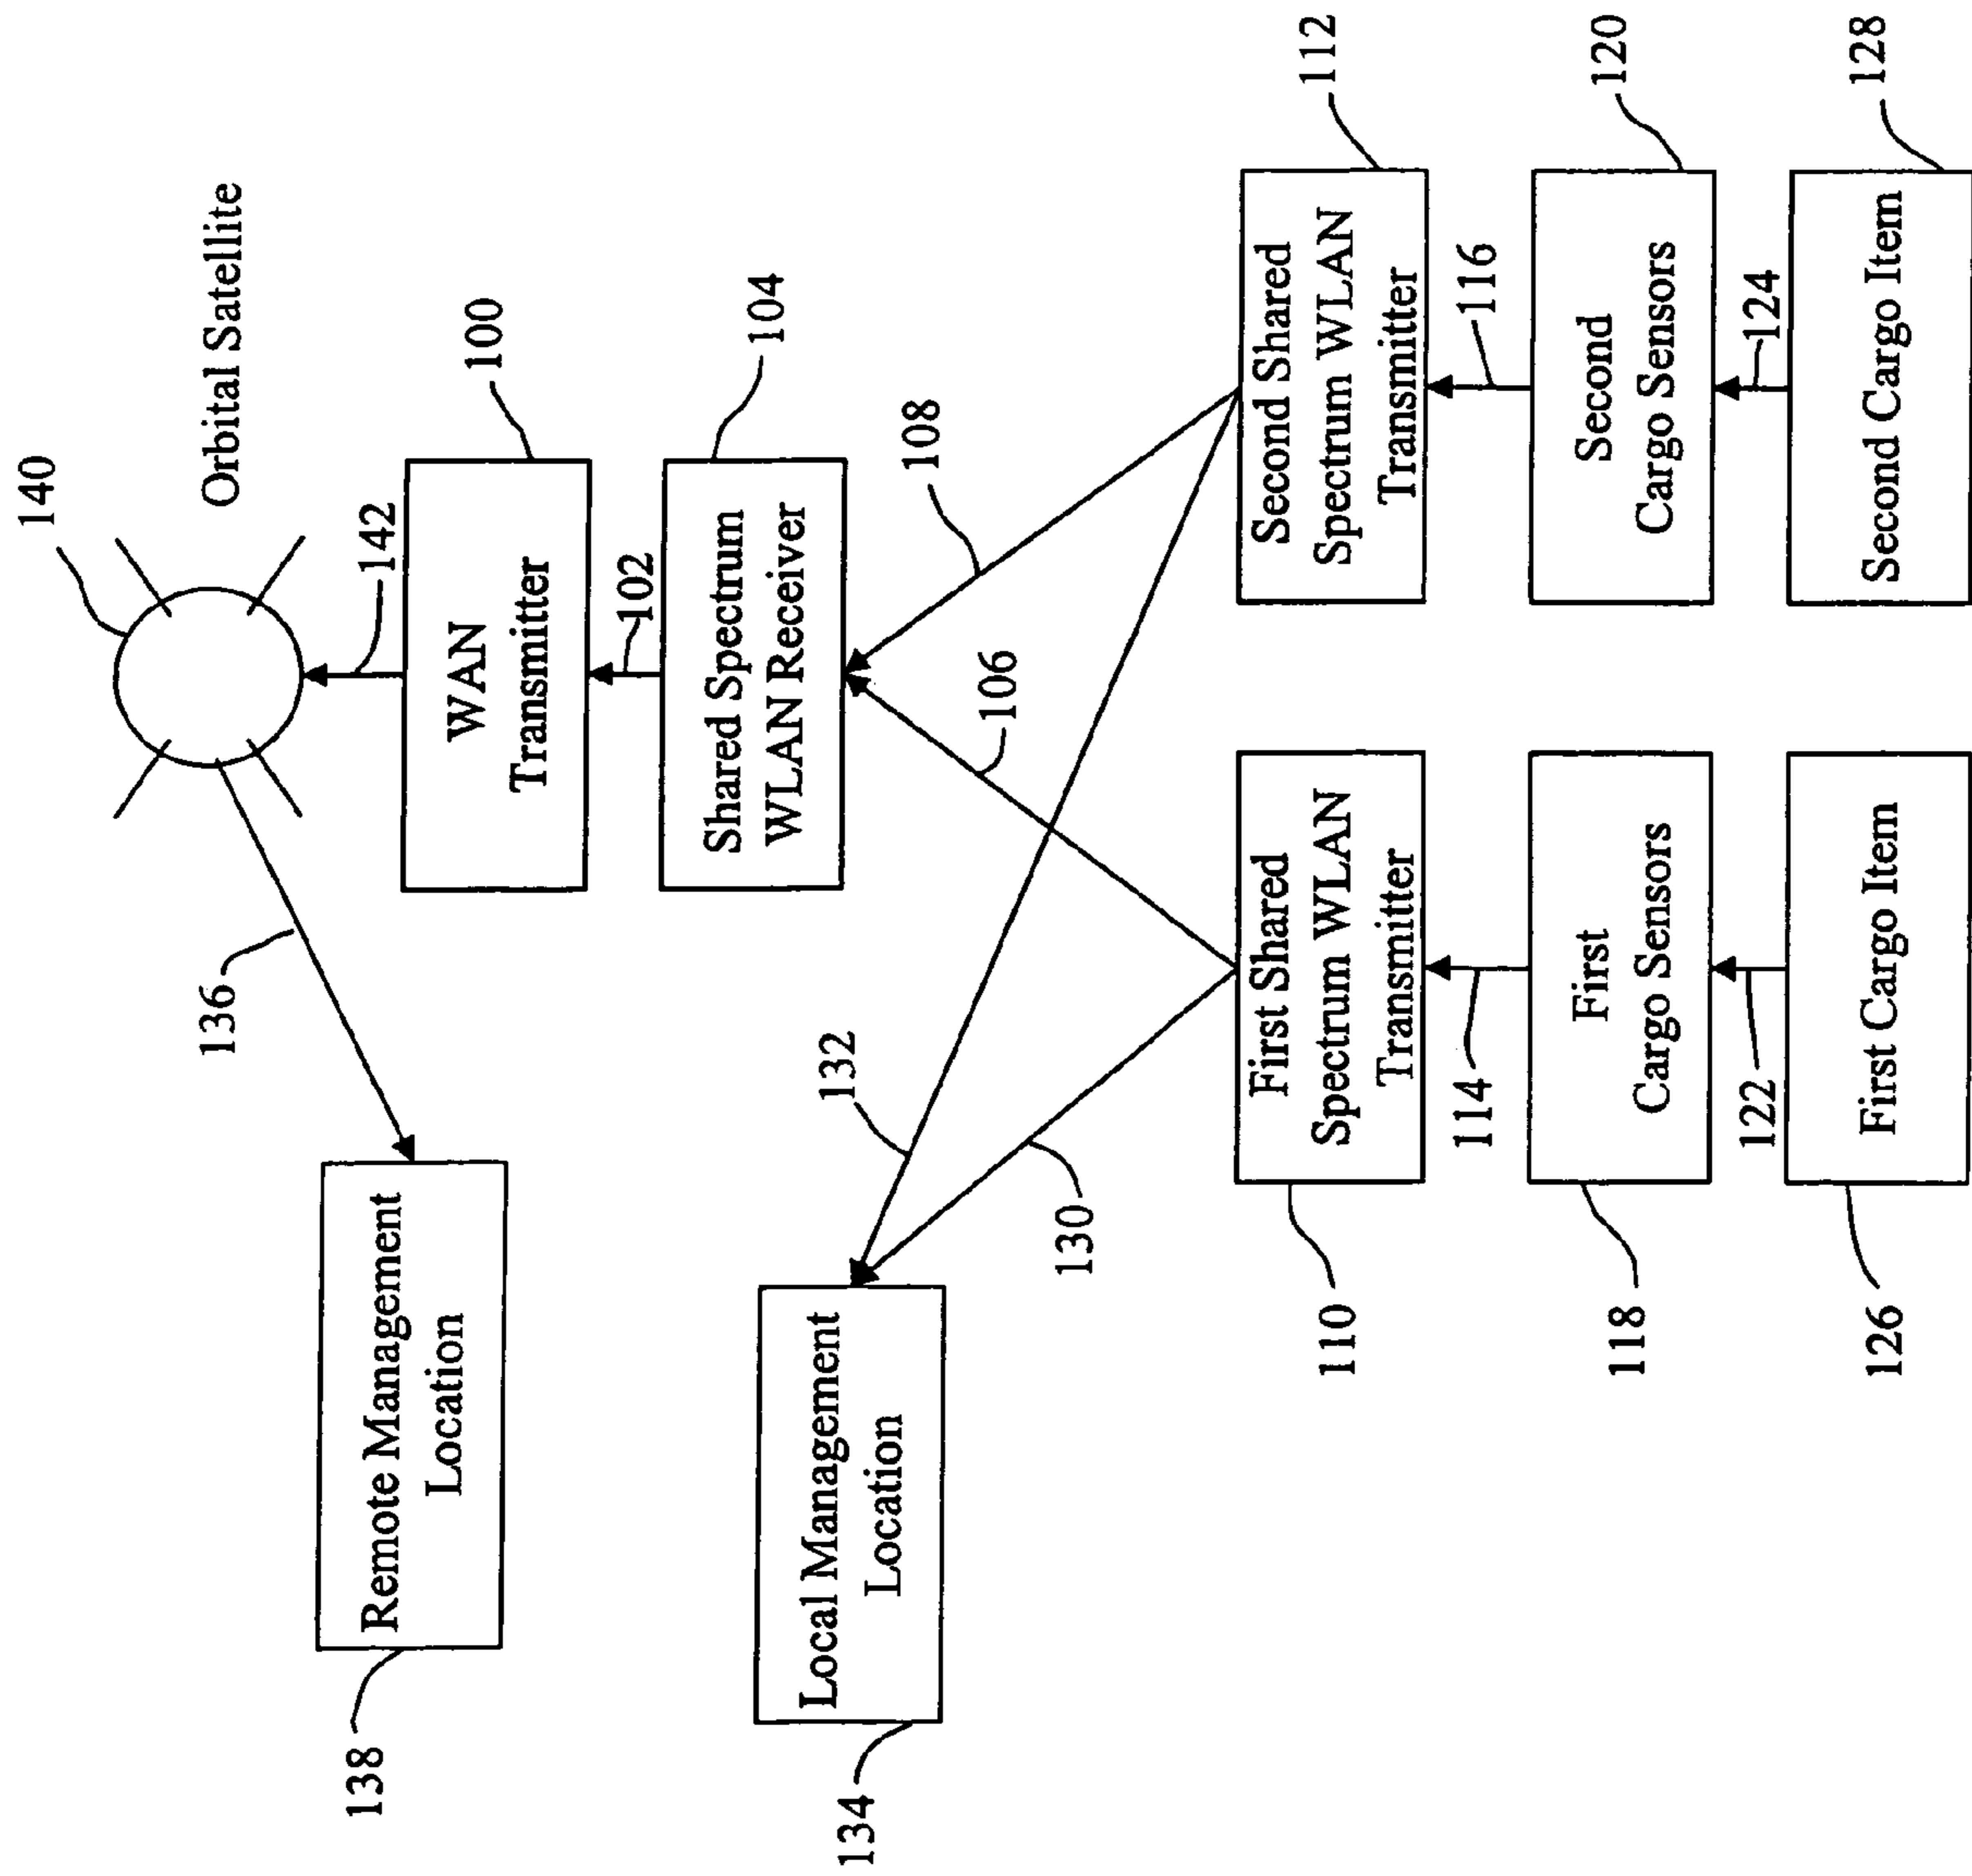 140
Orbital Satellite
142
136
WAN
Transmitter
100
102
Shared Spectrum
WLAN Receiver
104
Remote Management
Location
138
108
106
132
130
Local Management
Location
134
First Shared
Spectrum WLAN
Transmitter
110
Second Shared
Spectrum WLAN
Transmitter
112
114
116
First
Cargo Sensors
118
Second
Cargo Sensors
120
122
124
First Cargo Item
126
Second Cargo Item
128